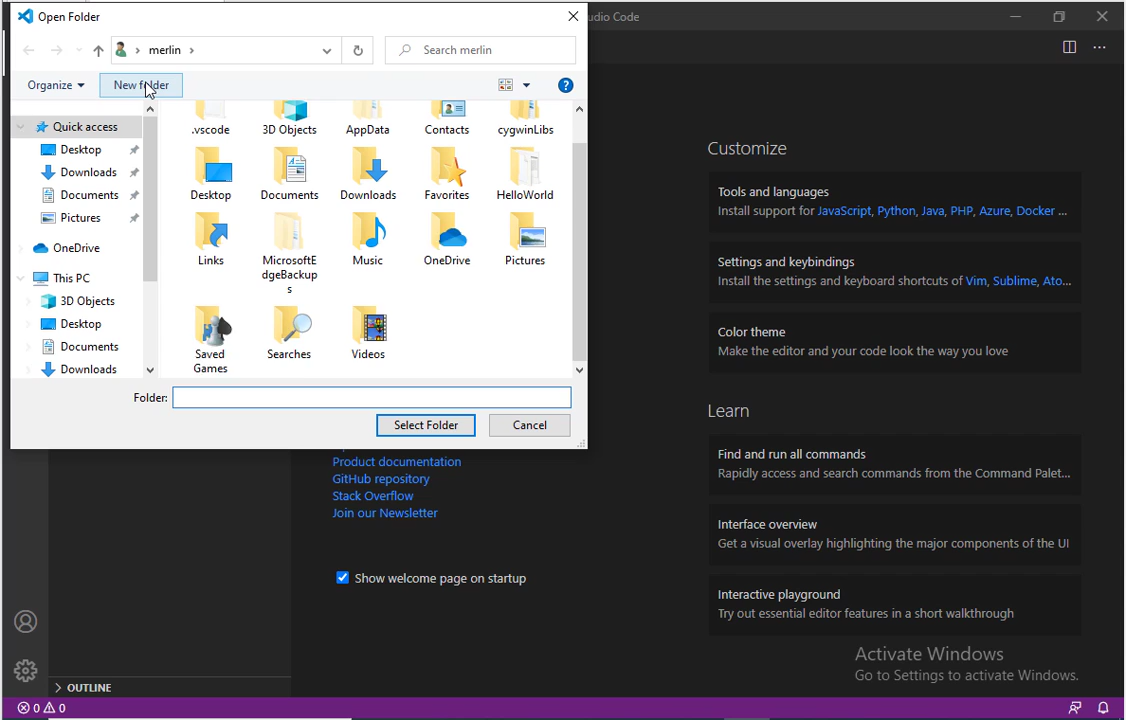 Open Folder
udio Code
merlin
Search merlin
Organize
New folder
Quick access
Desktop
Downloads
Documents
Pictures
OneDrive
This PC
3D Objects
Desktop
Documents
Downloads
.vscode
3D Objects
AppData
Contacts
cygwinLibs
Desktop
Documents
Downloads
Favorites
HelloWorld
Links
MicrosoftE
dgeBackup
s
Music
OneDrive
Pictures
Saved
Games
Searches
Videos
Folder:
Select Folder
Cancel
Product documentation
GitHub repository
Stack Overflow
Join our Newsletter
Show welcome page on startup
Customize
Tools and languages
Install support for JavaScript, Python, Java, PHP, Azure, Docker ...
Settings and keybindings
Install the settings and keyboard shortcuts of Vim, Sublime, Ato...
Color theme
Make the editor and your code look the way you love
Learn
Find and run all commands
Rapidly access and search commands from the Command Palet...
Interface overview
Get a visual overlay highlighting the major components of the UI
Interactive playground
Try out essential editor features in a short walkthrough
Activate Windows
Go to Settings to activate Windows.
OUTLINE
0 0